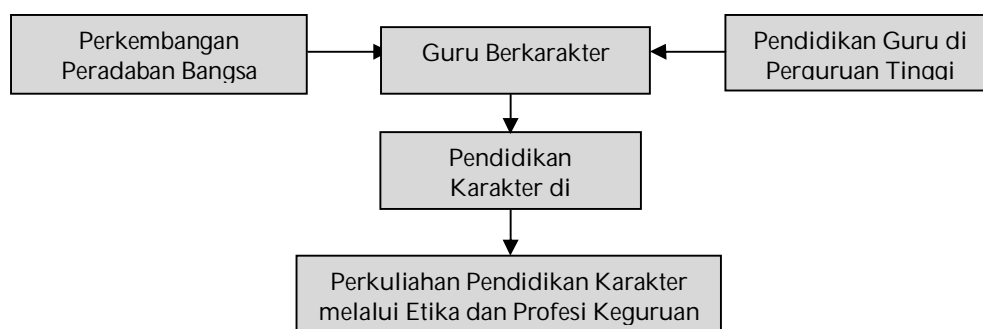 Perkembangan
Peradaban Bangsa
Guru Berkarakter
Pendidikan Guru di
Perguruan Tinggi
Pendidikan
Karakter di
Perkuliahan Pendidikan Karakter
melalui Etika dan Profesi Keguruan